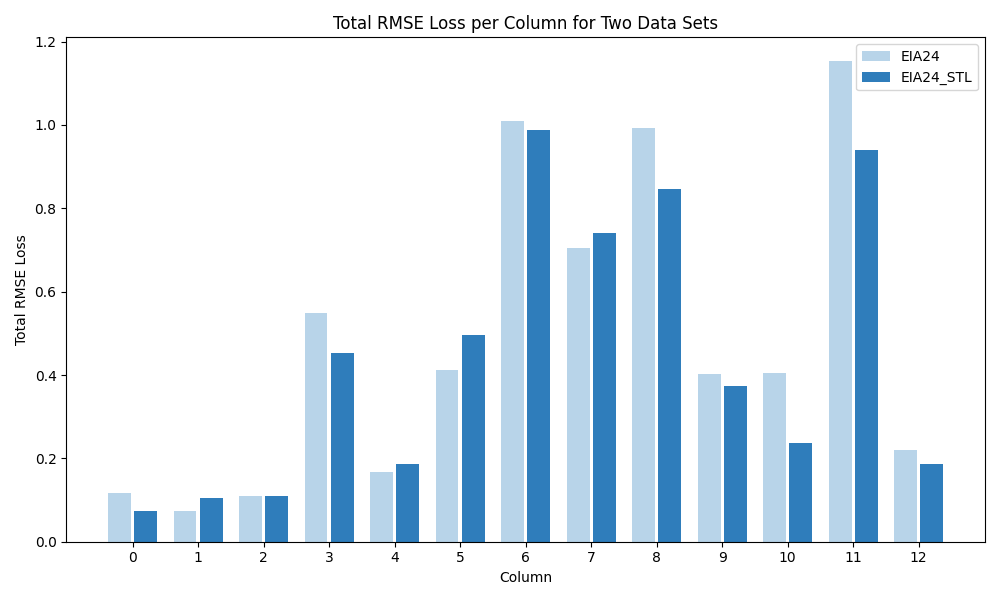 Total RMSE Loss per Column for Two Data Sets
EIA24
EIA24_STL
Total RMSE Loss
1.2
1.0
0.8
0.6
0.4
0.2
0.0
0 1 2 3 4 5 6 7 8 9 10 11 12
Column